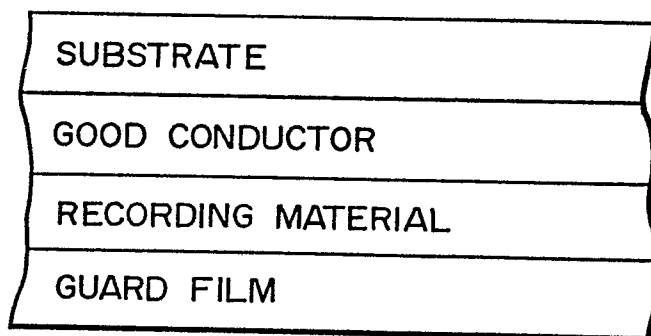 SUBSTRATE
GOOD CONDUCTOR
RECORDING MATERIAL
GUARD FILM